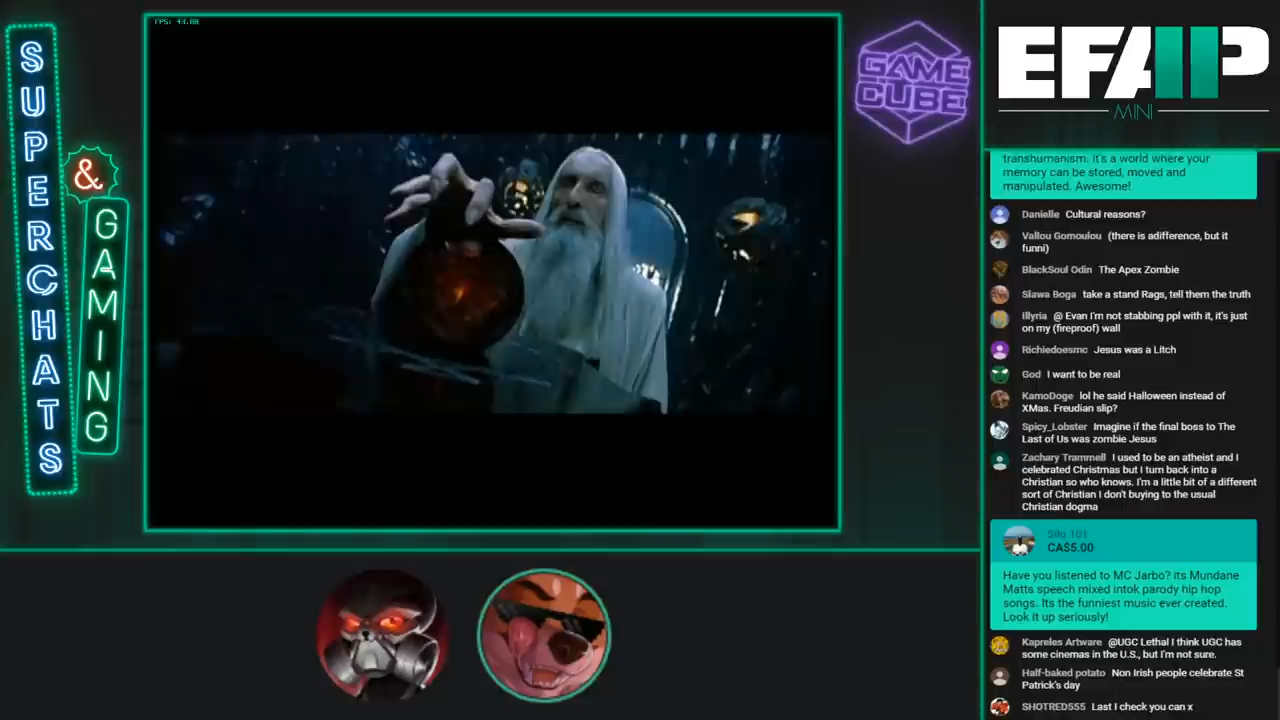 FPS: 43.00
SUPERCHATS
&
GAMING
GAME
CUBE
EFAP
MINI
transhumanism. It's a world where your
memory can be stored, moved and
manipulated. Awesome!
Danielle Cultural reasons?
Vallou Gomoulou (there is adifference, but it
funni)
BlackSoul Odin The Apex Zombie
Slawa Boga take a stand Rags, tell them the truth
Illyria @ Evan I'm not stabbing ppl with it, it's just
on my (fireproof) wall
Richiedoesmc Jesus was a Litch
God I want to be real
KamoDoge lol he said Halloween instead of
XMas. Freudian slip?
Spicy_Lobster Imagine if the final boss to The
Last of Us was zombie Jesus
Zachary Trammell I used to be an atheist and I
celebrated Christmas but I turn back into a
Christian so who knows. I'm a little bit of a different
sort of Christian I don't buying to the usual
Christian dogma
Silo 101
CA$5.00
Have you listened to MC Jarbo? Its Mundane
Matts speech mixed intok parody hip hop
songs. Its the funniest music ever created.
Look it up seriously!
Kapreles Artware @UGC Lethal I think UGC has
some cinemas in the U.S., but I'm not sure.
Half-baked potato Non Irish people celebrate St
Patrick's day
SHOTRED555 Last I check you can x